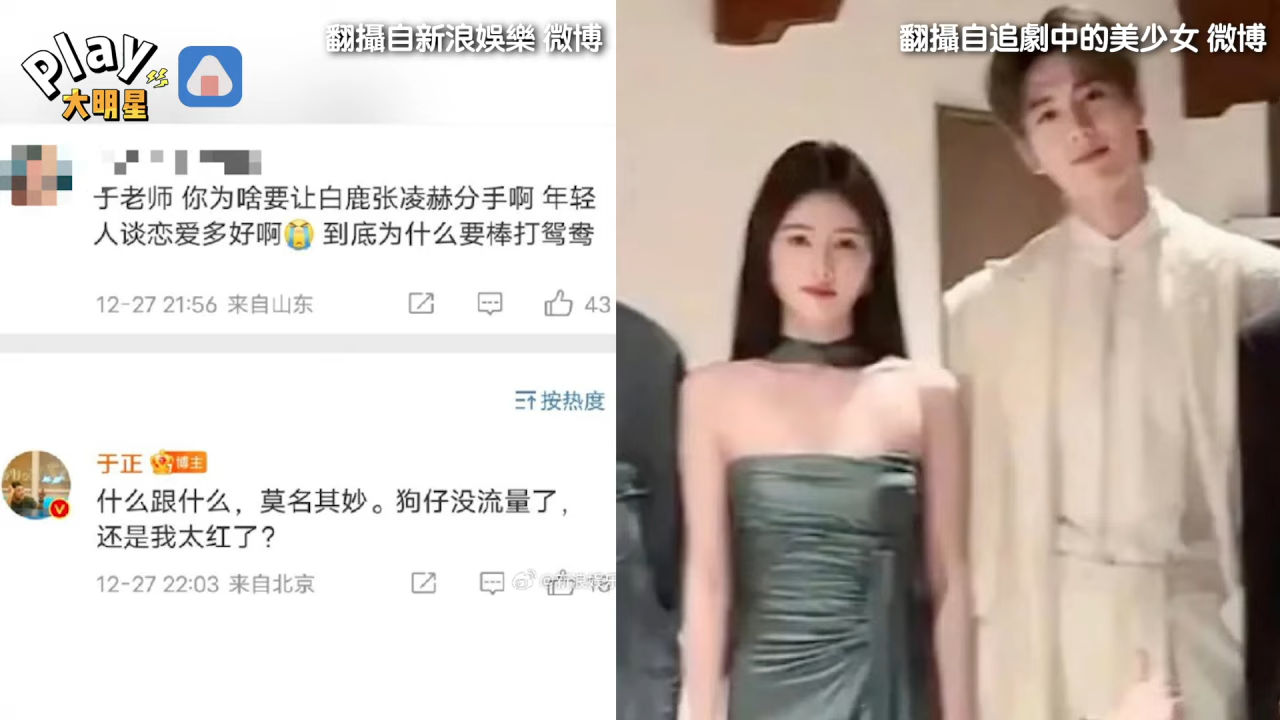 Play
大明星
翻攝自新浪娛樂 微博
翻攝自追劇中的美少女 微博
于老师 你为啥要让白鹿张凌赫分手啊 年轻
人谈恋爱多好啊 到底为什么要棒打鸳鸯
12-27 21:56 来自山东
43
按热度
于正 博主
什么跟什么，莫名其妙。狗仔没流量了，
还是我太红了？
12-27 22:03 来自北京
@新浪娱乐